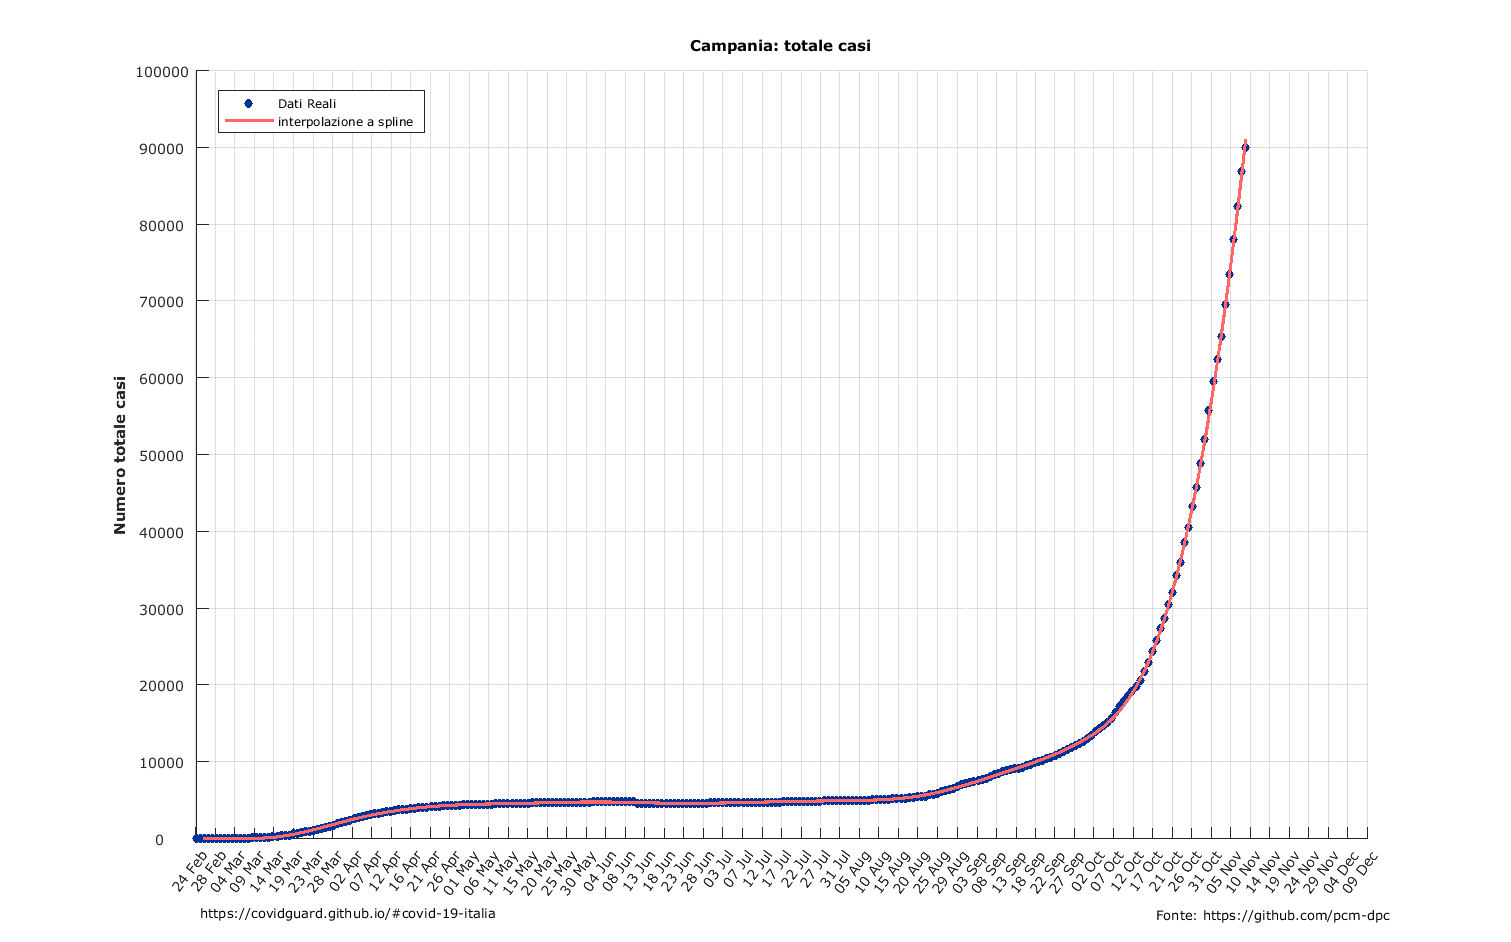 Campania: totale casi
100000
90000
80000
70000
60000
50000
40000
30000
20000
10000
0
Numero totale casi
Dati Reali
interpolazione a spline
24 Feb
28 Feb
04 Mar
09 Mar
14 Mar
19 Mar
23 Mar
28 Mar
02 Apr
07 Apr
12 Apr
16 Apr
21 Apr
26 Apr
01 May
06 May
11 May
15 May
20 May
25 May
30 May
04 Jun
08 Jun
13 Jun
18 Jun
23 Jun
28 Jun
03 Jul
07 Jul
12 Jul
17 Jul
22 Jul
27 Jul
31 Jul
05 Aug
10 Aug
15 Aug
20 Aug
25 Aug
29 Aug
03 Sep
08 Sep
13 Sep
18 Sep
22 Sep
27 Sep
02 Oct
07 Oct
12 Oct
17 Oct
21 Oct
26 Oct
31 Oct
05 Nov
10 Nov
14 Nov
19 Nov
24 Nov
29 Nov
04 Dec
09 Dec
https://covidguard.github.io/#covid-19-italia
Fonte: https://github.com/pcm-dpc